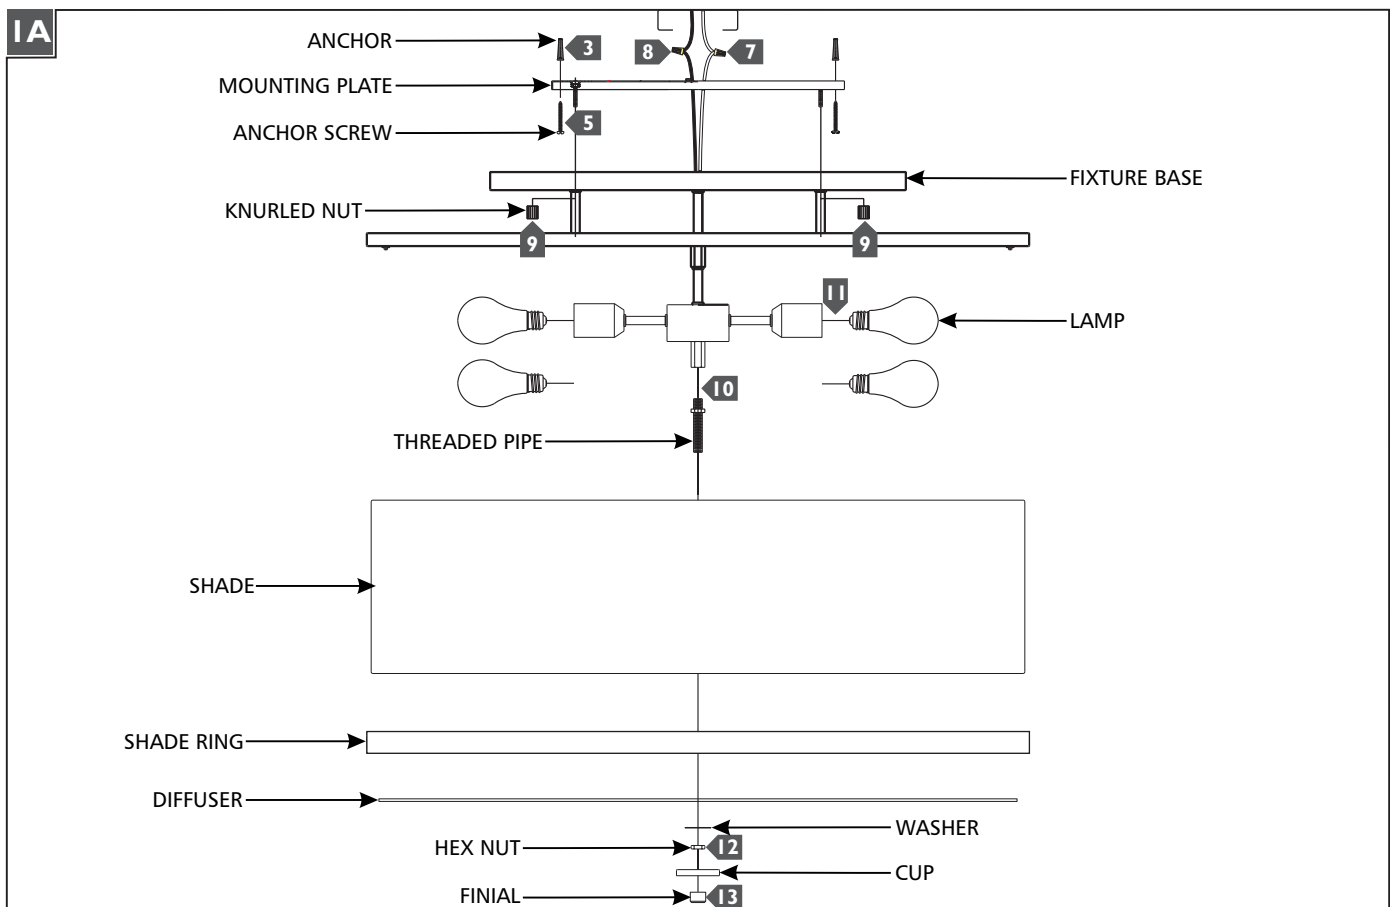 1A
ANCHOR
3
8
7
MOUNTING PLATE
ANCHOR SCREW
5
FIXTURE BASE
KNURLED NUT
9
9
11
LAMP
10
THREADED PIPE
SHADE
SHADE RING
DIFFUSER
WASHER
HEX NUT
12
CUP
FINIAL
13